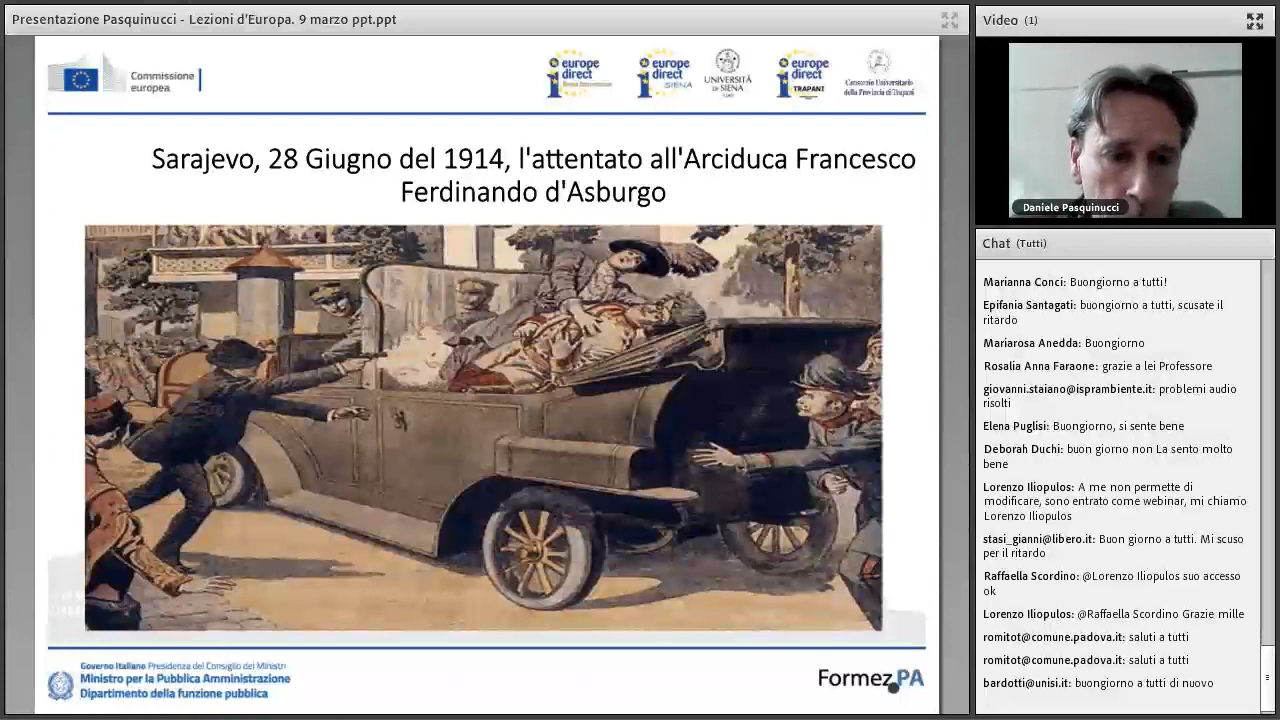 Presentazione Pasquinucci - Lezioni d'Europa. 9 marzo ppt.ppt
Commissione
europea
europe
direct
europe
direct
SIENA
UNIVERSITÀ
DI SIENA
europe
direct
TRAPANI
Consorzio Universitario
della Provincia di Trapani
Sarajevo, 28 Giugno del 1914, l'attentato all'Arciduca Francesco
Ferdinando d'Asburgo
Governo Italiano Presidenza del Consiglio dei Ministri
Ministro per la Pubblica Amministrazione
Dipartimento della funzione pubblica
Formez PA
Video (1)
Daniele Pasquinucci
Chat (Tutti)
Marianna Conci: Buongiorno a tutti!
Epifania Santagati: buongiorno a tutti, scusate il
ritardo
Mariarosa Anedda: Buongiorno
Rosalia Anna Faraone: grazie a lei Professore
giovanni.staiano@isprambiente.it: problemi audio
risolti
Elena Puglisi: Buongiorno, si sente bene
Deborah Duchi: buon giorno non La sento molto
bene
Lorenzo Iliopulos: A me non permette di
modificare, sono entrato come webinar, mi chiamo
Lorenzo Iliopulos
stasi_gianni@libero.it: Buon giorno a tutti. Mi scuso
per il ritardo
Raffaella Scordino: @Lorenzo Iliopulos suo accesso
ok
Lorenzo Iliopulos: @Raffaella Scordino Grazie mille
romitot@comune.padova.it: saluti a tutti
romitot@comune.padova.it: saluti a tutti
bardotti@unisi.it: buongiorno a tutti di nuovo